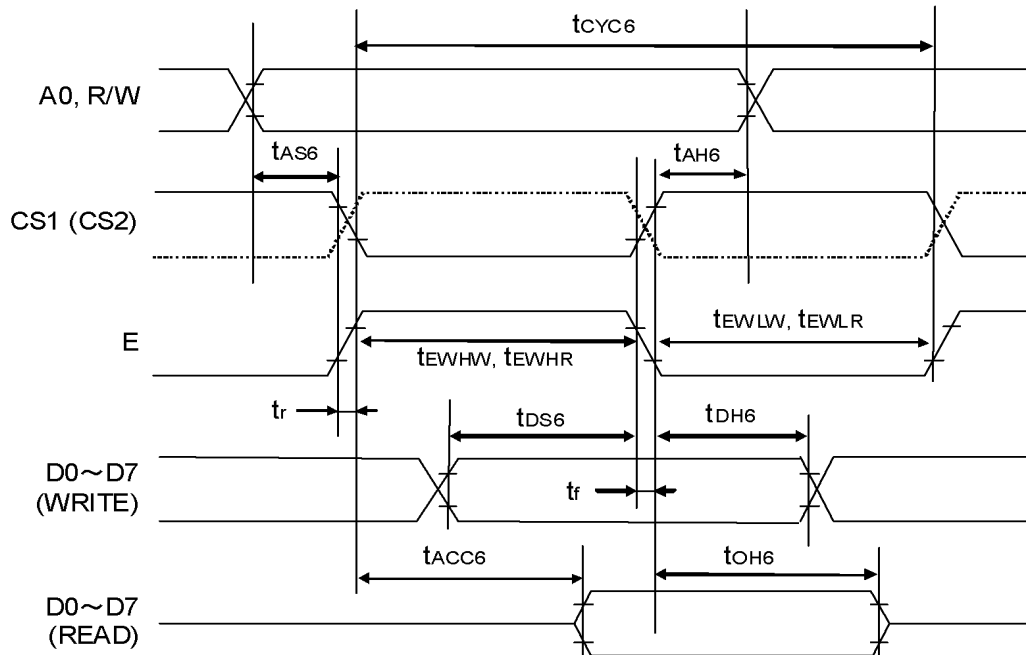 tCYC6
A0, R/W
tAS6
tAH6
CS1 (CS2)
E
tEWHW, tEWHR
tEWLW, tEWLR
tr
tDS6
tDH6
D0～D7
(WRITE)
tf
tACC6
tOH6
D0～D7
(READ)